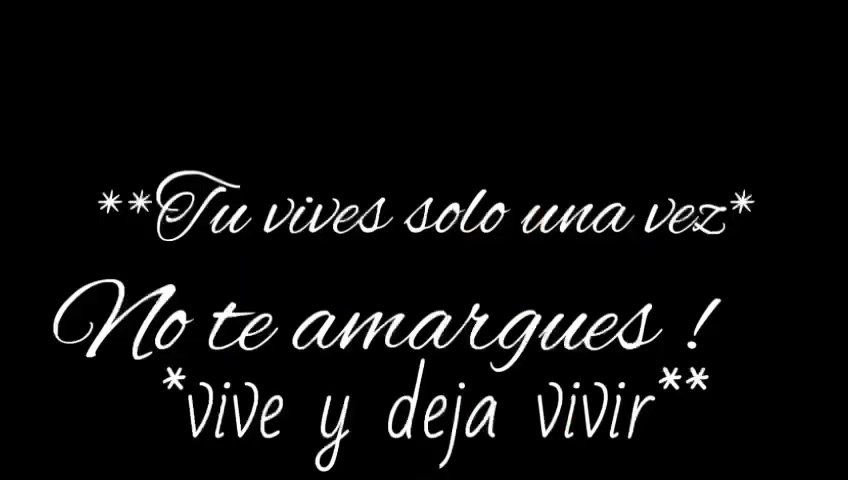 **Tu vives solo una vez*
No te amargues !
*vive y deja vivir**